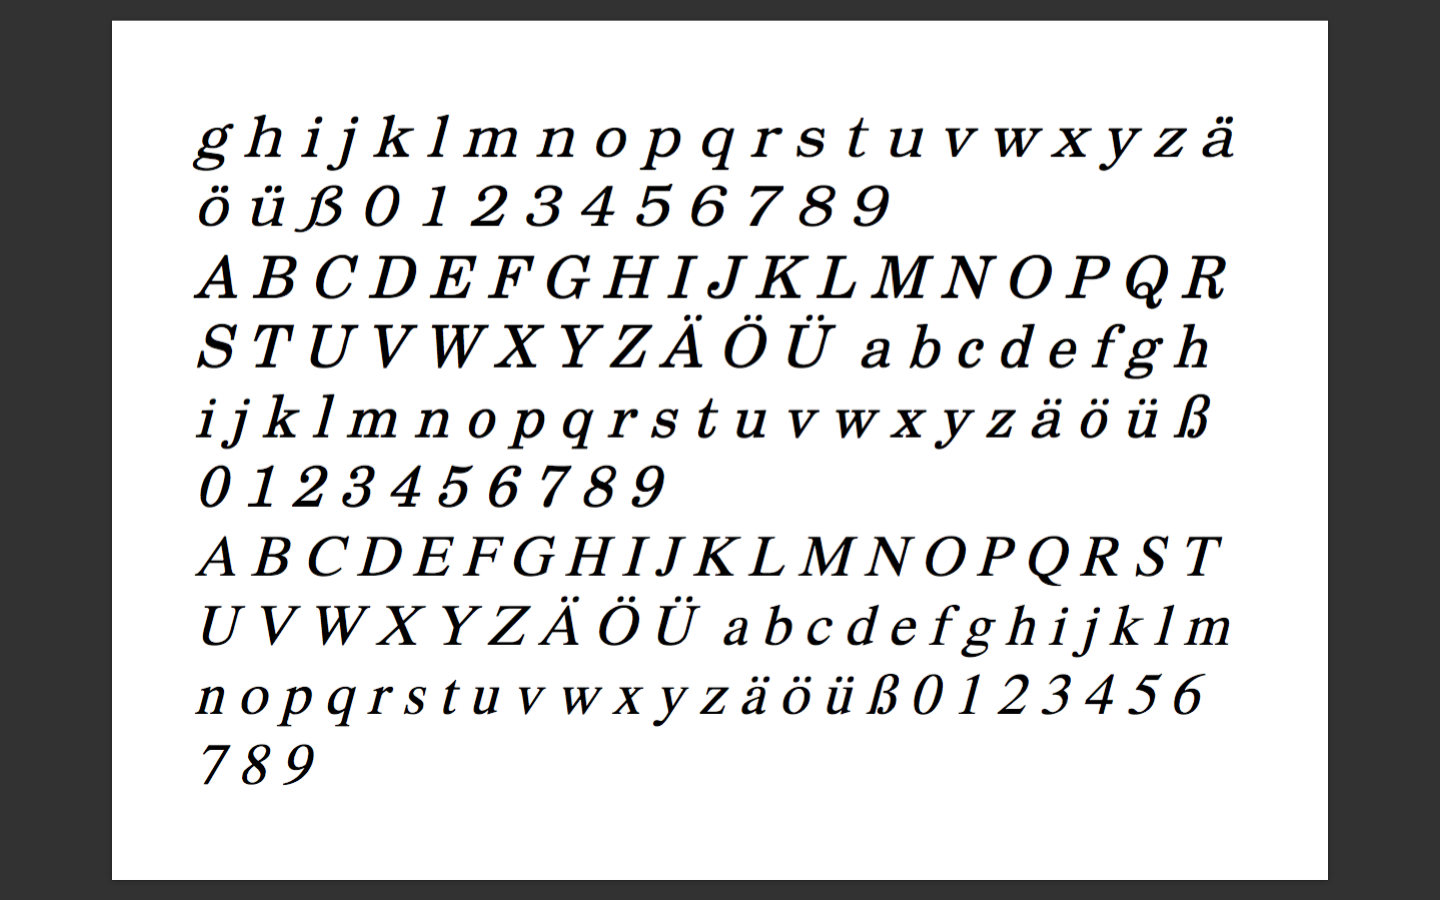 g h i j k l m n o p q r s t u v w x y z ä
ö ü ß 0 1 2 3 4 5 6 7 8 9
A B C D E F G H I J K L M N O P Q R
S T U V W X Y Z Ä Ö Ü a b c d e f g h
i j k l m n o p q r s t u v w x y z ä ö ü ß
0 1 2 3 4 5 6 7 8 9
A B C D E F G H I J K L M N O P Q R S T
U V W X Y Z Ä Ö Ü a b c d e f g h i j k l m
n o p q r s t u v w x y z ä ö ü ß 0 1 2 3 4 5 6
7 8 9